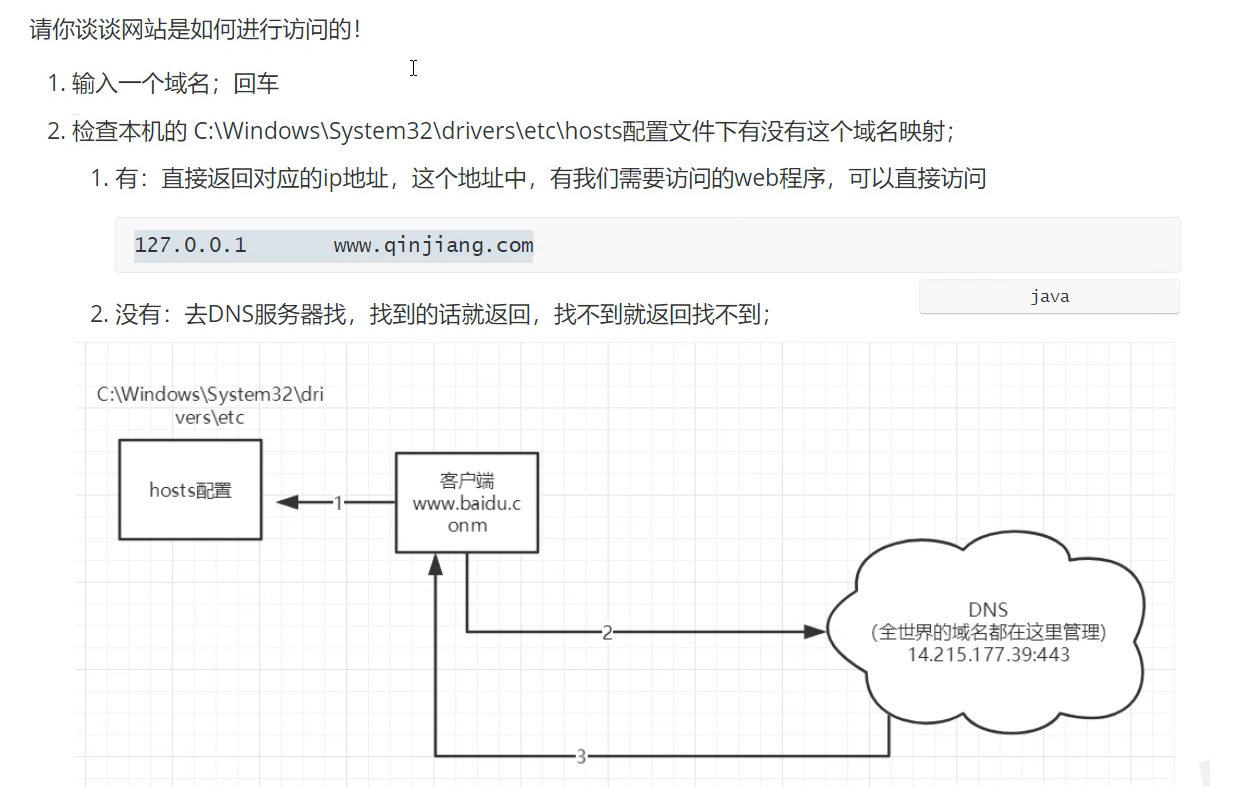 请你谈谈网站是如何进行访问的！
1. 输入一个域名；回车
2. 检查本机的 C:\Windows\System32\drivers\etc\hosts配置文件下有没有这个域名映射；
1. 有：直接返回对应的ip地址，这个地址中，有我们需要访问的web程序，可以直接访问
127.0.0.1 www.qinjiang.com
java
2. 没有：去DNS服务器找，找到的话就返回，找不到就返回找不到；
C:\Windows\System32\dri
vers\etc
hosts配置
1
客户端
www.baidu.c
onm
2
DNS
(全世界的域名都在这里管理)
14.215.177.39:443
3